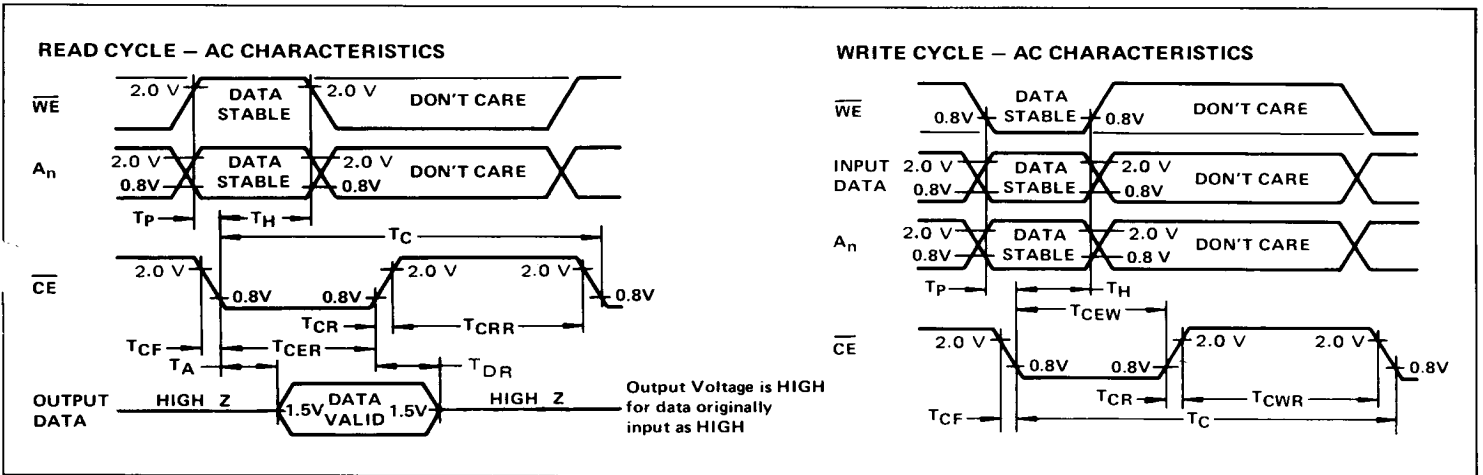 READ CYCLE – AC CHARACTERISTICS
WE
2.0 V
DATA STABLE
2.0 V
DON'T CARE
An
2.0 V
0.8V
DATA STABLE
2.0 V
0.8V
DON'T CARE
TP
TH
TC
CE
2.0 V
0.8V
0.8V
2.0 V
2.0 V
0.8V
TCR
TCRR
TCF
TCER
TA
TDR
OUTPUT DATA
HIGH Z
1.5V
DATA VALID
1.5V
HIGH Z
Output Voltage is HIGH
for data originally
input as HIGH
WRITE CYCLE – AC CHARACTERISTICS
WE
0.8V
DATA STABLE
0.8V
DON'T CARE
INPUT DATA
2.0 V
0.8V
DATA STABLE
2.0 V
0.8V
DON'T CARE
An
2.0 V
0.8V
DATA STABLE
2.0 V
0.8 V
DON'T CARE
TP
TH
TCEW
CE
2.0 V
0.8V
0.8V
2.0 V
2.0 V
0.8V
TCF
TCR
TCWR
TC